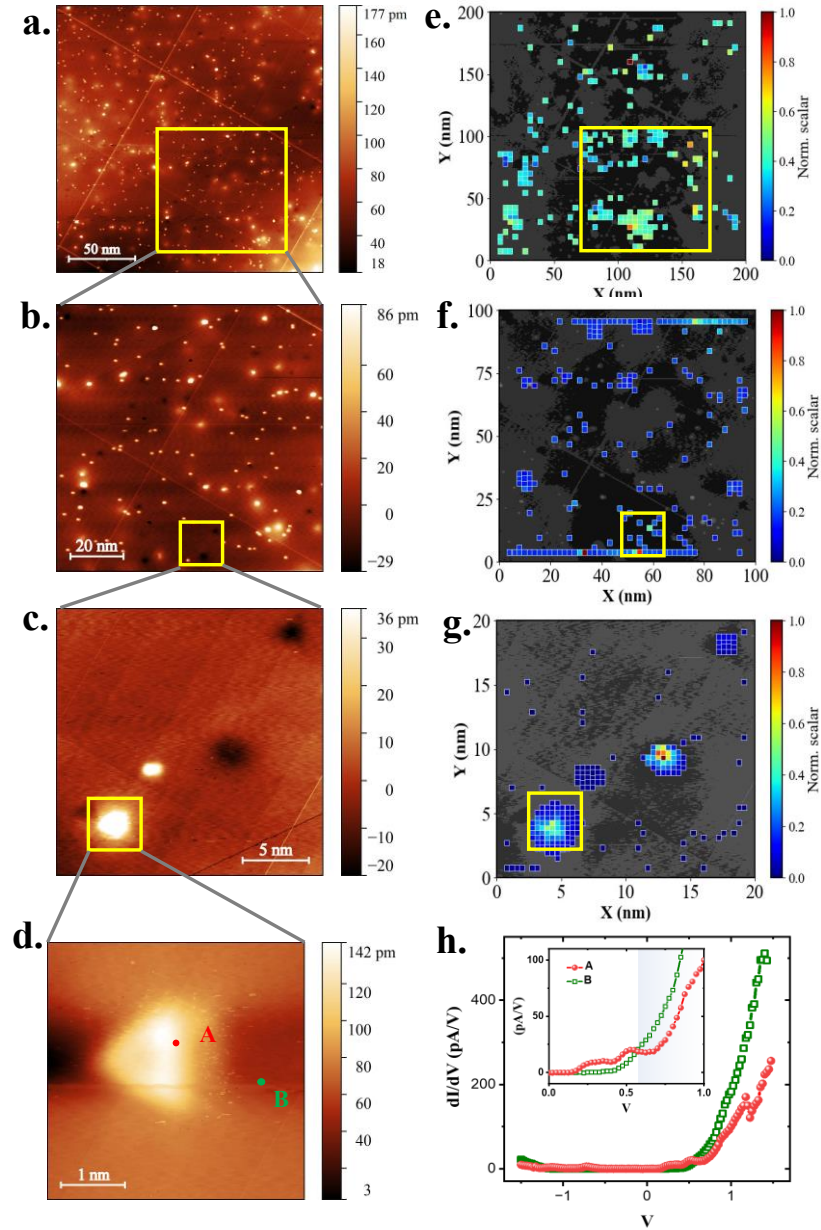 a.
177 pm
160
140
120
100
80
60
40
18
50 nm
e.
200
150
100
50
0
Y (nm)
0
50
100
150
200
X (nm)
1.0
0.8
0.6
0.4
0.2
0.0
Norm. scalar
b.
86 pm
60
40
20
0
−29
20 nm
f.
100
75
50
25
0
Y (nm)
0
20
40
60
80
100
X (nm)
1.0
0.8
0.6
0.4
0.2
0.0
Norm. scalar
c.
36 pm
30
20
10
0
−10
−20
5 nm
g.
20
15
10
5
0
Y (nm)
0
5
10
15
20
X (nm)
1.0
0.8
0.6
0.4
0.2
0.0
Norm. scalar
d.
142 pm
120
100
80
60
40
3
A
B
1 nm
h.
dI/dV (pA/V)
400
200
0
−1
0
1
V
(pA/V)
100
50
0
0.0
0.5
1.0
V
A
B